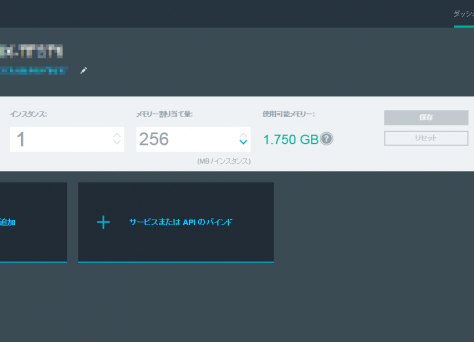 ダッシ
インスタンス:
メモリー割り当て量:
使用可能メモリー:
1
256
1.750 GB
?
保存
リセット
(MB / インスタンス)
追加
サービスまたは API のバインド